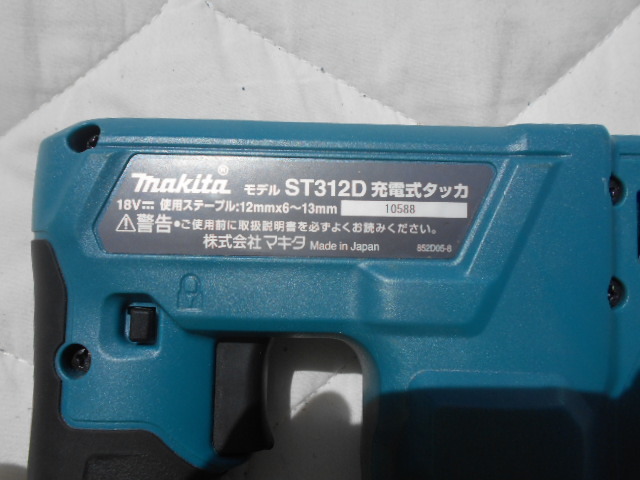 makita® モデル ST312D 充電式タッカ
18V⎓ 使用ステープル:12mmx6〜13mm 10588
⚠警告•ご使用前に取扱説明書を必ずよくお読みください。
株式会社マキタ Made in Japan 852D05-8